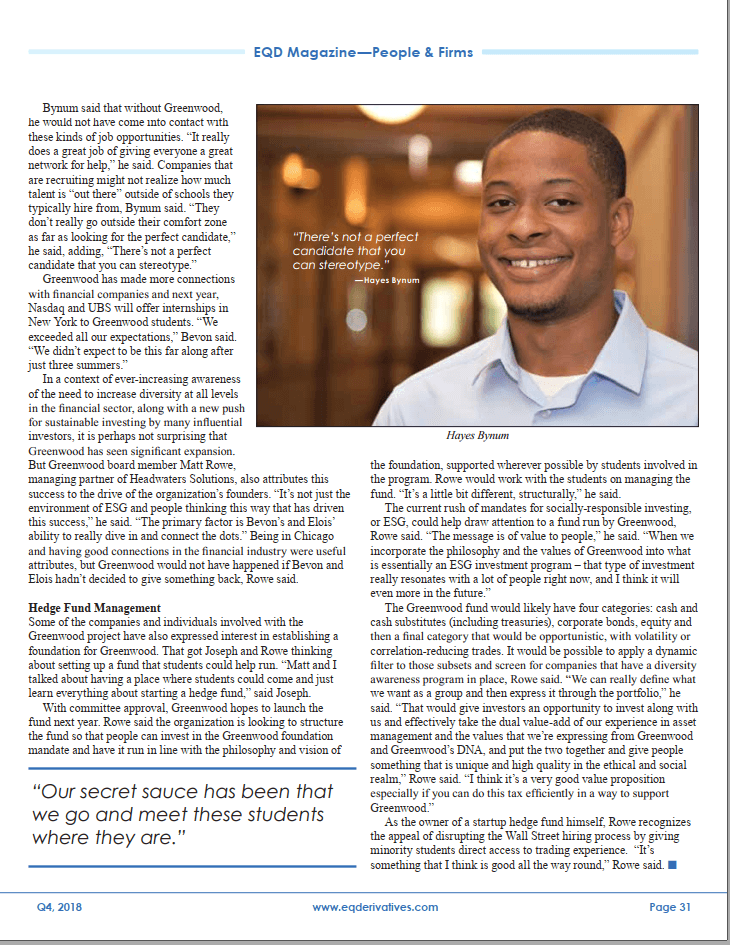 EQD Magazine—People & Firms
Bynum said that without Greenwood,
he would not have come into contact with
these kinds of job opportunities. “It really
does a great job of giving everyone a great
network for help,” he said. Companies that
are recruiting might not realize how much
talent is “out there” outside of schools they
typically hire from, Bynum said. “They
don’t really go outside their comfort zone
as far as looking for the perfect candidate,”
he said, adding, “There’s not a perfect
candidate that you can stereotype.”
Greenwood has made more connections
with financial companies and next year,
Nasdaq and UBS will offer internships in
New York to Greenwood students. “We
exceeded all our expectations,” Bevon said.
“We didn’t expect to be this far along after
just three summers.”
In a context of ever-increasing awareness
of the need to increase diversity at all levels
in the financial sector, along with a new push
for sustainable investing by many influential
investors, it is perhaps not surprising that
Greenwood has seen significant expansion.
But Greenwood board member Matt Rowe,
managing partner of Headwaters Solutions, also attributes this
success to the drive of the organization’s founders. “It’s not just the
environment of ESG and people thinking this way that has driven
this success,” he said. “The primary factor is Bevon’s and Elois’
ability to really dive in and connect the dots.” Being in Chicago
and having good connections in the financial industry were useful
attributes, but Greenwood would not have happened if Bevon and
Elois hadn’t decided to give something back, Rowe said.
Hedge Fund Management
Some of the companies and individuals involved with the
Greenwood project have also expressed interest in establishing a
foundation for Greenwood. That got Joseph and Rowe thinking
about setting up a fund that students could help run. “Matt and I
talked about having a place where students could come and just
learn everything about starting a hedge fund,” said Joseph.
With committee approval, Greenwood hopes to launch the
fund next year. Rowe said the organization is looking to structure
the fund so that people can invest in the Greenwood foundation
mandate and have it run in line with the philosophy and vision of
“Our secret sauce has been that
we go and meet these students
where they are.”
“There’s not a perfect
candidate that you
can stereotype.”
—Hayes Bynum
Hayes Bynum
the foundation, supported wherever possible by students involved in
the program. Rowe would work with the students on managing the
fund. “It’s a little bit different, structurally,” he said.
The current rush of mandates for socially-responsible investing,
or ESG, could help draw attention to a fund run by Greenwood,
Rowe said. “The message is of value to people,” he said. “When we
incorporate the philosophy and the values of Greenwood into what
is essentially an ESG investment program – that type of investment
really resonates with a lot of people right now, and I think it will
even more in the future.”
The Greenwood fund would likely have four categories: cash and
cash substitutes (including treasuries), corporate bonds, equity and
then a final category that would be opportunistic, with volatility or
correlation-reducing trades. It would be possible to apply a dynamic
filter to those subsets and screen for companies that have a diversity
awareness program in place, Rowe said. “We can really define what
we want as a group and then express it through the portfolio,” he
said. “That would give investors an opportunity to invest along with
us and effectively take the dual value-add of our experience in asset
management and the values that we’re expressing from Greenwood
and Greenwood’s DNA, and put the two together and give people
something that is unique and high quality in the ethical and social
realm,” Rowe said. “I think it’s a very good value proposition
especially if you can do this tax efficiently in a way to support
Greenwood.”
As the owner of a startup hedge fund himself, Rowe recognizes
the appeal of disrupting the Wall Street hiring process by giving
minority students direct access to trading experience. “It’s
something that I think is good all the way round,” Rowe said.
Q4, 2018
www.eqderivatives.com
Page 31